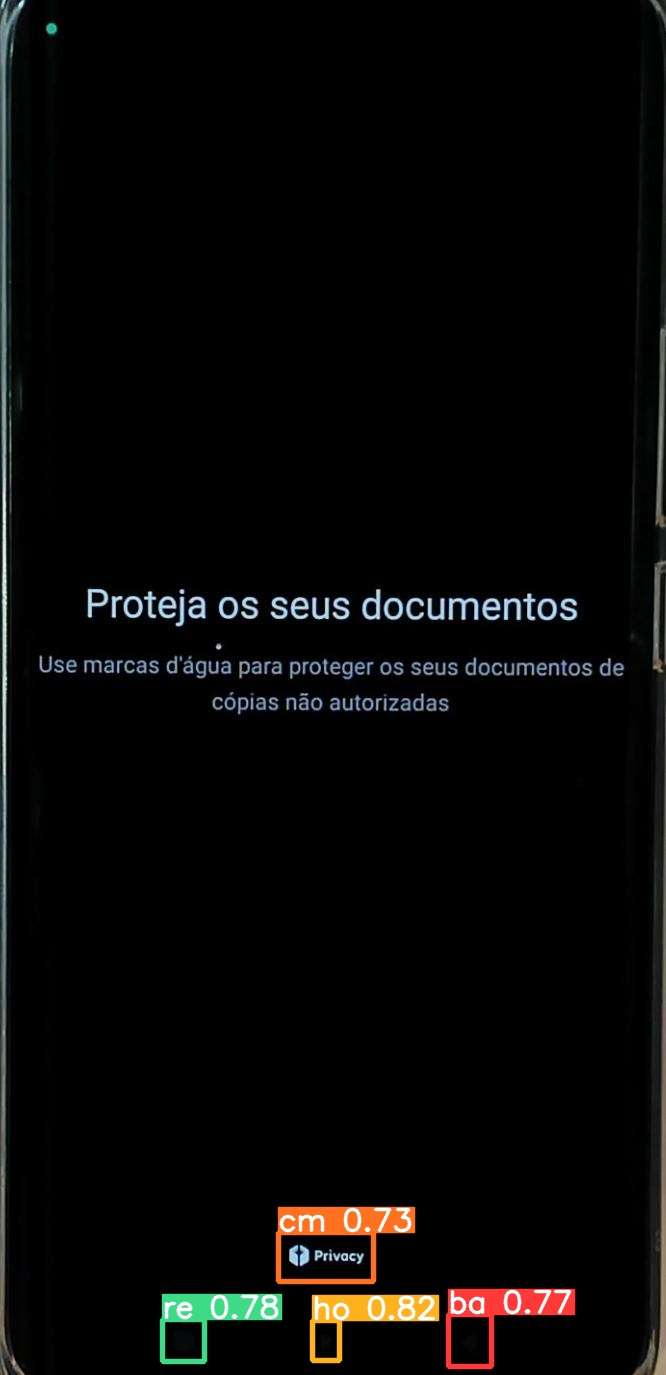 Proteja os seus documentos
Use marcas d'água para proteger os seus documentos de
cópias não autorizadas
cm 0.73
Privacy
re 0.78
ho 0.82
ba 0.77